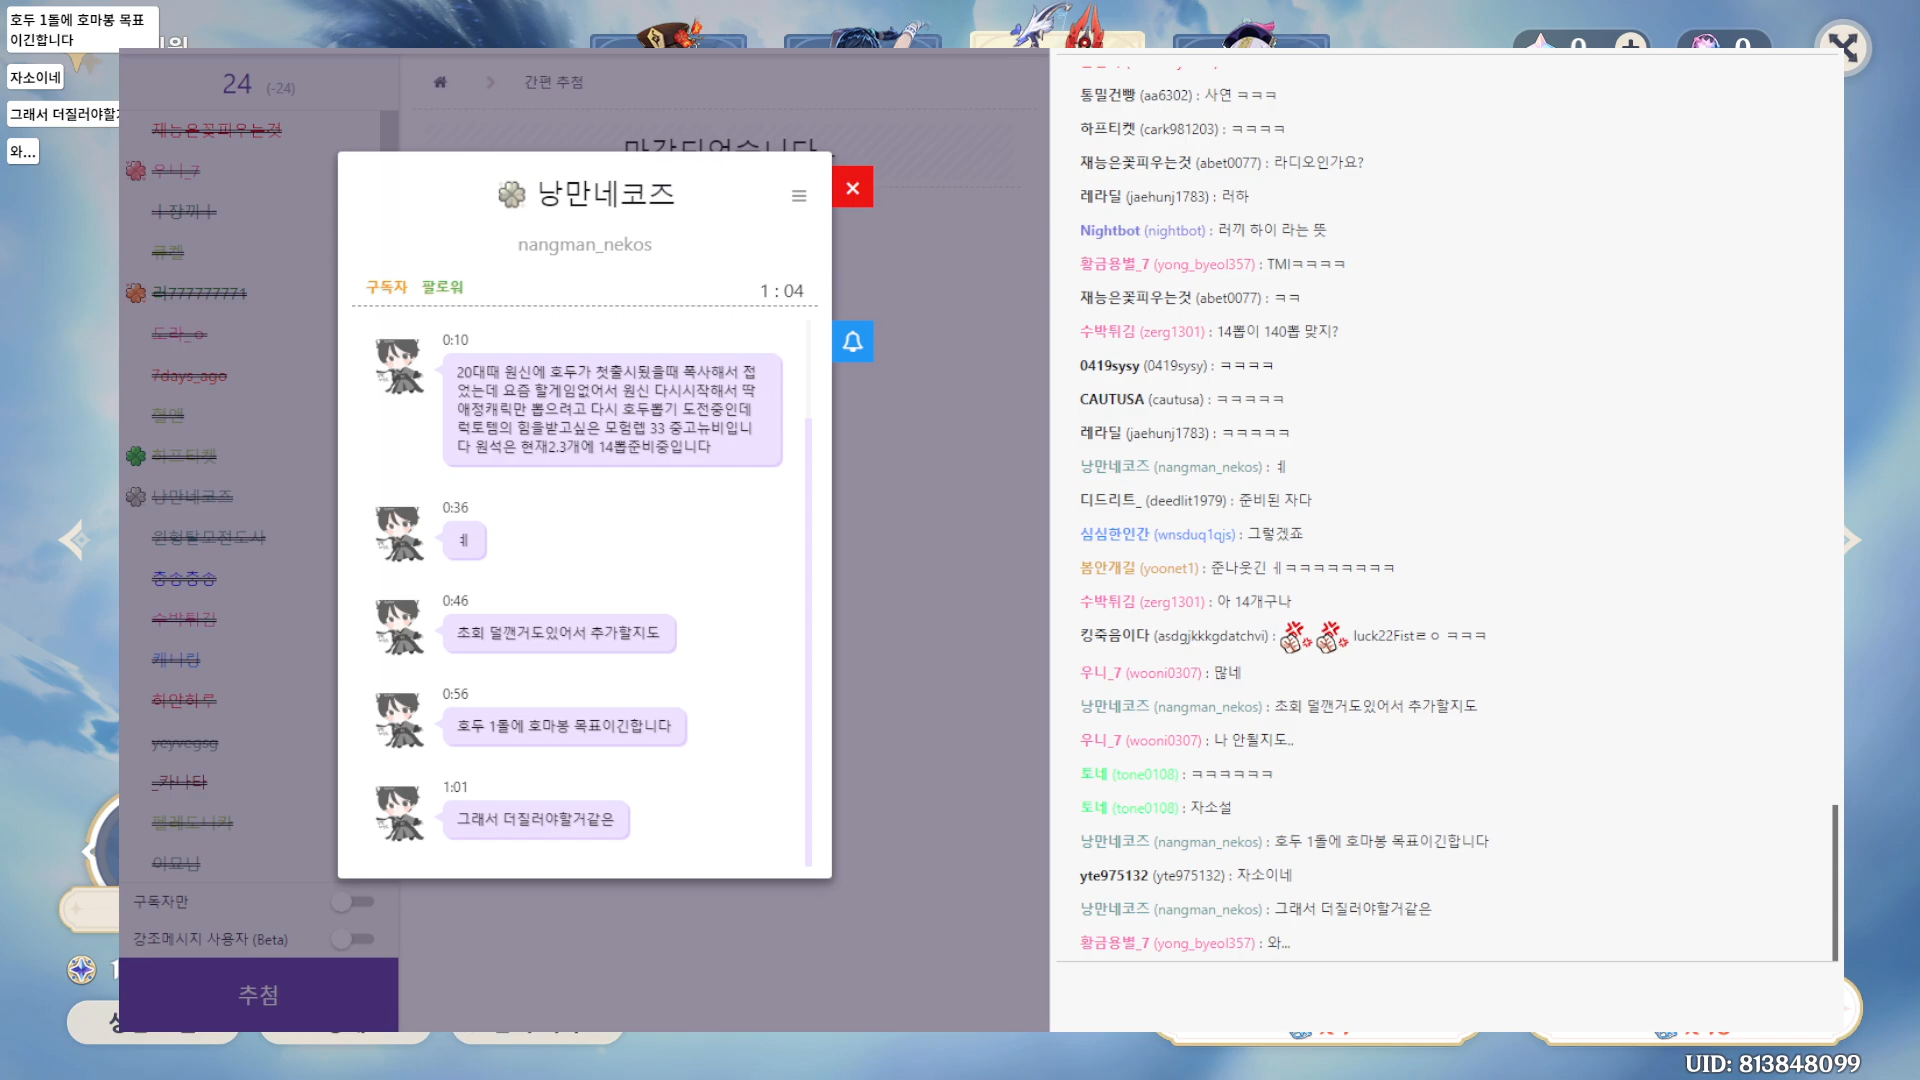 호두 1돌에 호마봉 목표
이긴합니다
자소이네
그래서 더질러야할
와...
24 (-24)
재능은꽃피우는것
우니_7
ㅣ장끼ㅣ
큐켈
러777777771
도라_ㅇ
7days_ago
혈앤
하프티켓
낭만네코즈
원형탈모전도사
충송충송
수박튀김
캐니림
하얀하루
ycyvegsg
_카나타
펠레도니카
이묘님
구독자만
강조메시지 사용자 (Beta)
추첨
간편 추첨
마감되었습니다.
낭만네코즈
nangman_nekos
구독자 팔로워
1 : 04
0:10
20대때 원신에 호두가 첫출시됬을때 폭사해서 접
었는데 요즘 할게임없어서 원신 다시시작해서 딱
애정캐릭만 뽑으려고 다시 호두뽑기 도전중인데
럭토템의 힘을받고싶은 모험렙 33 중고뉴비입니
다 원석은 현재2.3개에 14뽑준비중입니다
0:36
ㅖ
0:46
초회 덜깬거도있어서 추가할지도
0:56
호두 1돌에 호마봉 목표이긴합니다
1:01
그래서 더질러야할거같은
통밀건빵 (aa6302) : 사연 ㅋㅋㅋ
하프티켓 (cark981203) : ㅋㅋㅋㅋ
재능은꽃피우는것 (abet0077) : 라디오인가요?
레라딜 (jaehunj1783) : 러하
Nightbot (nightbot) : 러끼 하이 라는 뜻
황금용별_7 (yong_byeol357) : TMIㅋㅋㅋㅋ
재능은꽃피우는것 (abet0077) : ㅋㅋ
수박튀김 (zerg1301) : 14뽑이 140뽑 맞지?
0419sysy (0419sysy) : ㅋㅋㅋㅋ
CAUTUSA (cautusa) : ㅋㅋㅋㅋㅋ
레라딜 (jaehunj1783) : ㅋㅋㅋㅋㅋ
낭만네코즈 (nangman_nekos) : ㅖ
디드리트_ (deedlit1979) : 준비된 자다
심심한인간 (wnsduq1qjs) : 그렇겠죠
봄안개길 (yoonet1) : 준나웃긴 ㅖㅋㅋㅋㅋㅋㅋㅋㅋ
수박튀김 (zerg1301) : 아 14개구나
킹죽음이다 (asdgjkkkgdatchvi) : luck22Fistㄹㅇ ㅋㅋㅋ
우니_7 (wooni0307) : 많네
낭만네코즈 (nangman_nekos) : 초회 덜깬거도있어서 추가할지도
우니_7 (wooni0307) : 나 안될지도..
토네 (tone0108) : ㅋㅋㅋㅋㅋㅋ
토네 (tone0108) : 자소설
낭만네코즈 (nangman_nekos) : 호두 1돌에 호마봉 목표이긴합니다
yte975132 (yte975132) : 자소이네
낭만네코즈 (nangman_nekos) : 그래서 더질러야할거같은
황금용별_7 (yong_byeol357) : 와...
0
0
UID: 813848099